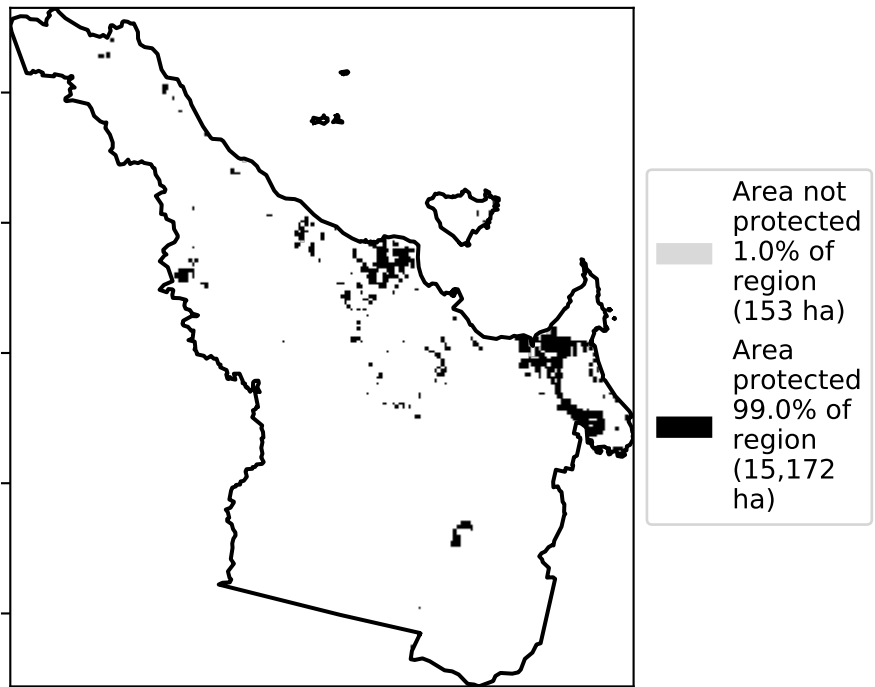 Area not
protected
1.0% of
region
(153 ha)
Area
protected
99.0% of
region
(15,172
ha)